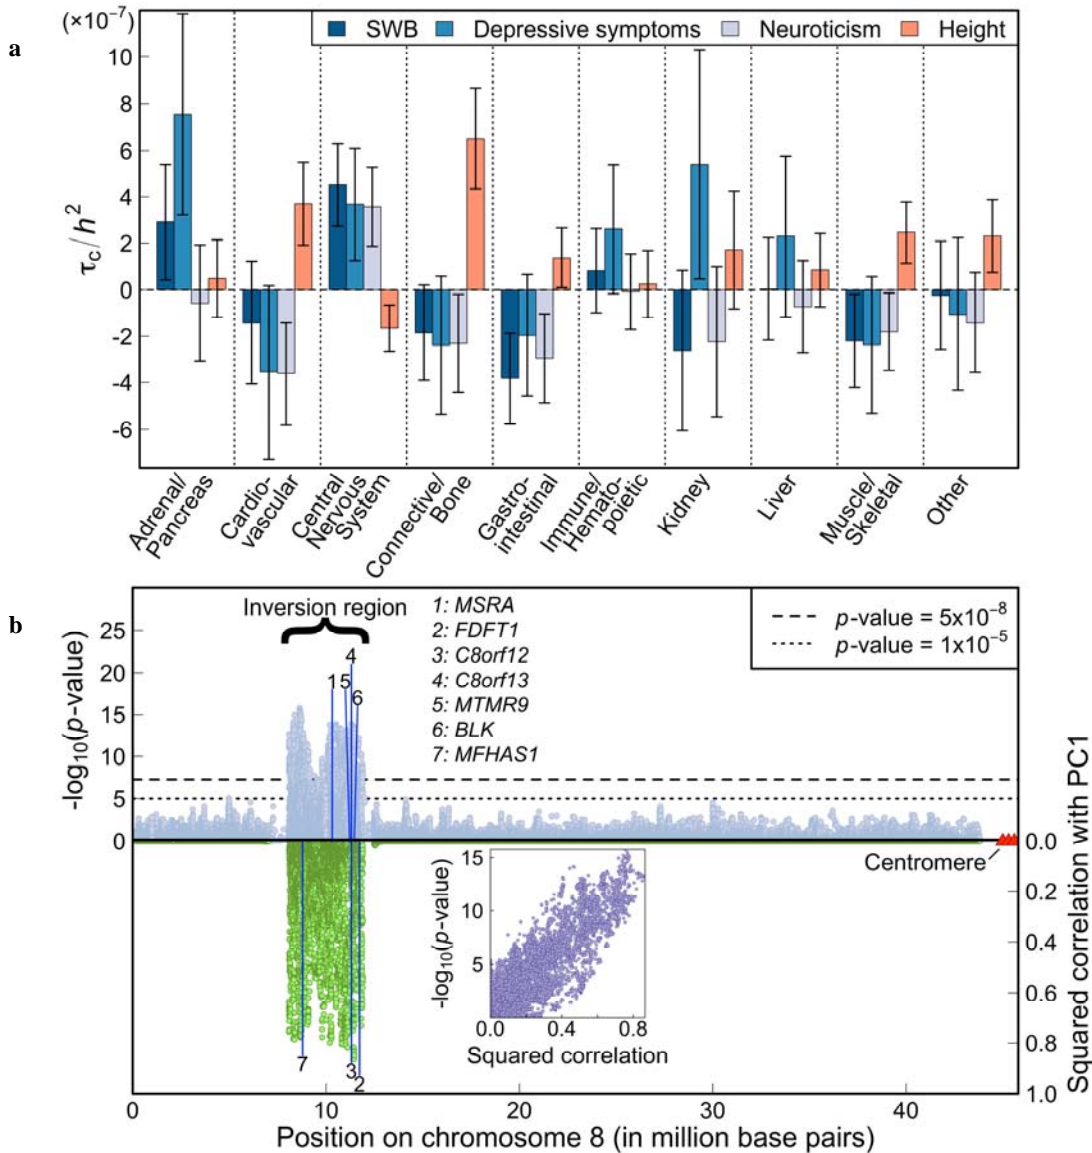 a
(×10⁻⁷)
SWB Depressive symptoms Neuroticism Height
10
8
6
4
2
0
-2
-4
-6
τc/h²
Adrenal/
Pancreas
Cardio-
vascular
Central
Nervous
System
Connective/
Bone
Gastro-
intestinal
Immune/
Hemato-
poietic
Kidney
Liver
Muscle/
Skeletal
Other
b
Inversion region
1: MSRA
2: FDFT1
3: C8orf12
4: C8orf13
5: MTMR9
6: BLK
7: MFHAS1
p-value = 5x10⁻⁸
p-value = 1x10⁻⁵
25
20
15
10
5
0
-log₁₀(p-value)
4
1 5
6
7
3
2
Centromere
0.0
0.2
0.4
0.6
0.8
1.0
Squared correlation with PC1
15
10
5
-log₁₀(p-value)
0.0 0.4 0.8
Squared correlation
0 10 20 30 40
Position on chromosome 8 (in million base pairs)